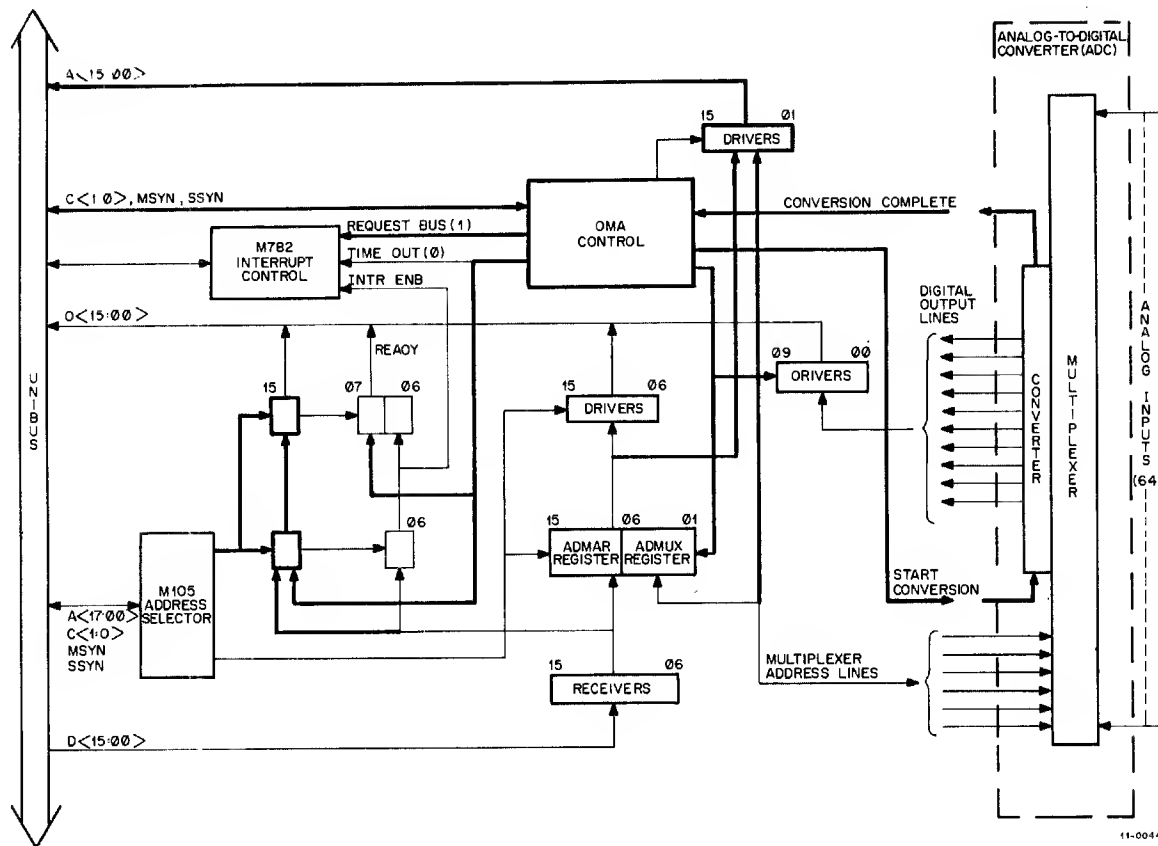 ANALOG-TO-DIGITAL
CONVERTER (ADC)
A<15:00>
15 01
DRIVERS
C<1 0>, MSYN, SSYN
OMA
CONTROL
CONVERSION COMPLETE
REQUEST BUS (1)
M782
INTERRUPT
CONTROL
TIME OUT (0)
INTR ENB
DIGITAL
OUTPUT
LINES
O<15:00>
REAOY
09 00
ORIVERS
15 07 06
15 06
DRIVERS
UNIBUS
CONVERTER
MULTIPLEXER
ANALOG INPUTS
(64
06
15 06 01
ADMAR
REGISTER
ADMUX
REGISTER
M105
ADDRESS
SELECTOR
START
CONVERSION
A<17:00>
C<1:0>
MSYN
SSYN
15 06
RECEIVERS
MULTIPLEXER
ADDRESS LINES
D<15:00>
11-0044